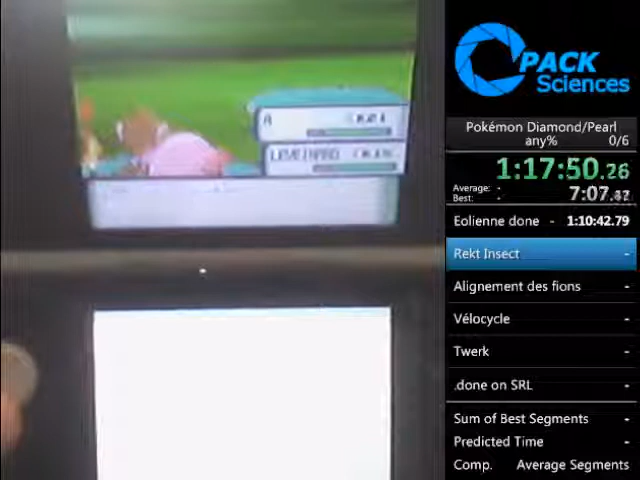 A
PACK
Sciences
Pokémon Diamond/Pearl
any% 0/6
1:17:50.26
Average: -
Best: -
7:07.42
Eolienne done - 1:10:42.79
Rekt Insect -
Alignement des fions -
Vélocycle -
Twerk -
.done on SRL -
Sum of Best Segments -
Predicted Time -
Comp. Average Segments